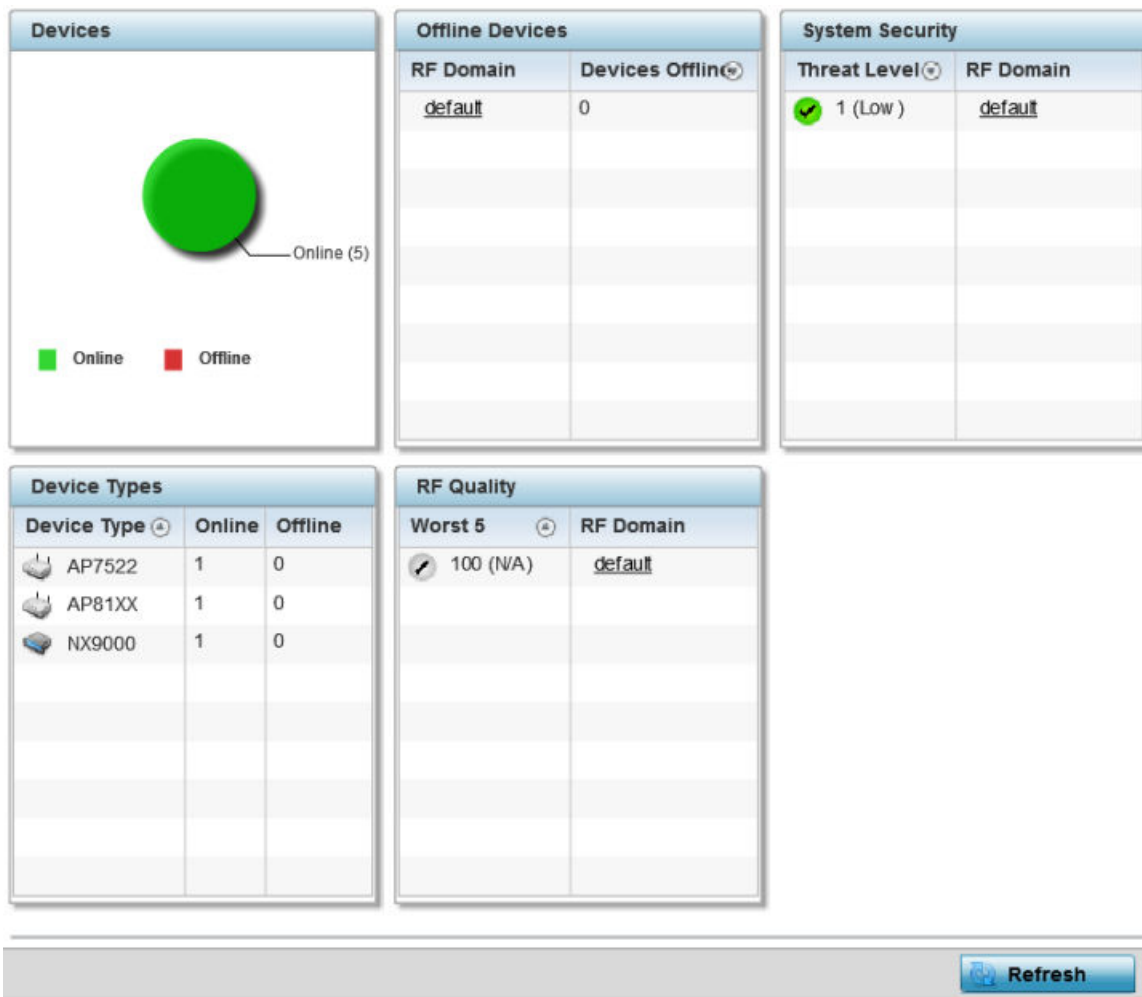 Devices
Online (5)
Online Offline
Offline Devices
RF Domain Devices Offline
default 0
System Security
Threat Level RF Domain
1 (Low ) default
Device Types
Device Type Online Offline
AP7522 1 0
AP81XX 1 0
NX9000 1 0
RF Quality
Worst 5 RF Domain
100 (N/A) default
Refresh